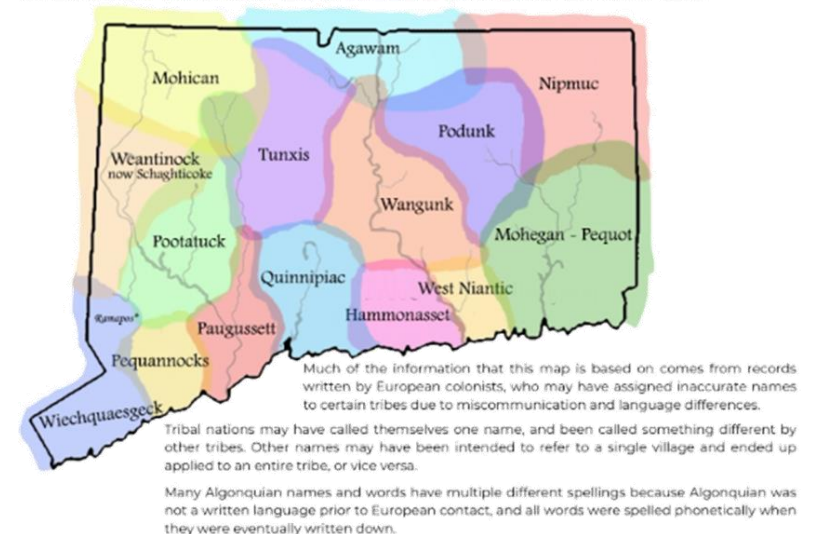 Agawam
Mohican
Nipmuc
Podunk
Tunxis
Weantinock
now Schaghticoke
Wangunk
Mohegan - Pequot
Pootatuck
Quinnipiac
West Niantic
Hammonasset
Ramapos*
Paugussett
Pequannocks
Wiechquaesgeck
Much of the information that this map is based on comes from records
written by European colonists, who may have assigned inaccurate names
to certain tribes due to miscommunication and language differences.
Tribal nations may have called themselves one name, and been called something different by
other tribes. Other names may have been intended to refer to a single village and ended up
applied to an entire tribe, or vice versa.
Many Algonquian names and words have multiple different spellings because Algonquian was
not a written language prior to European contact, and all words were spelled phonetically when
they were eventually written down.